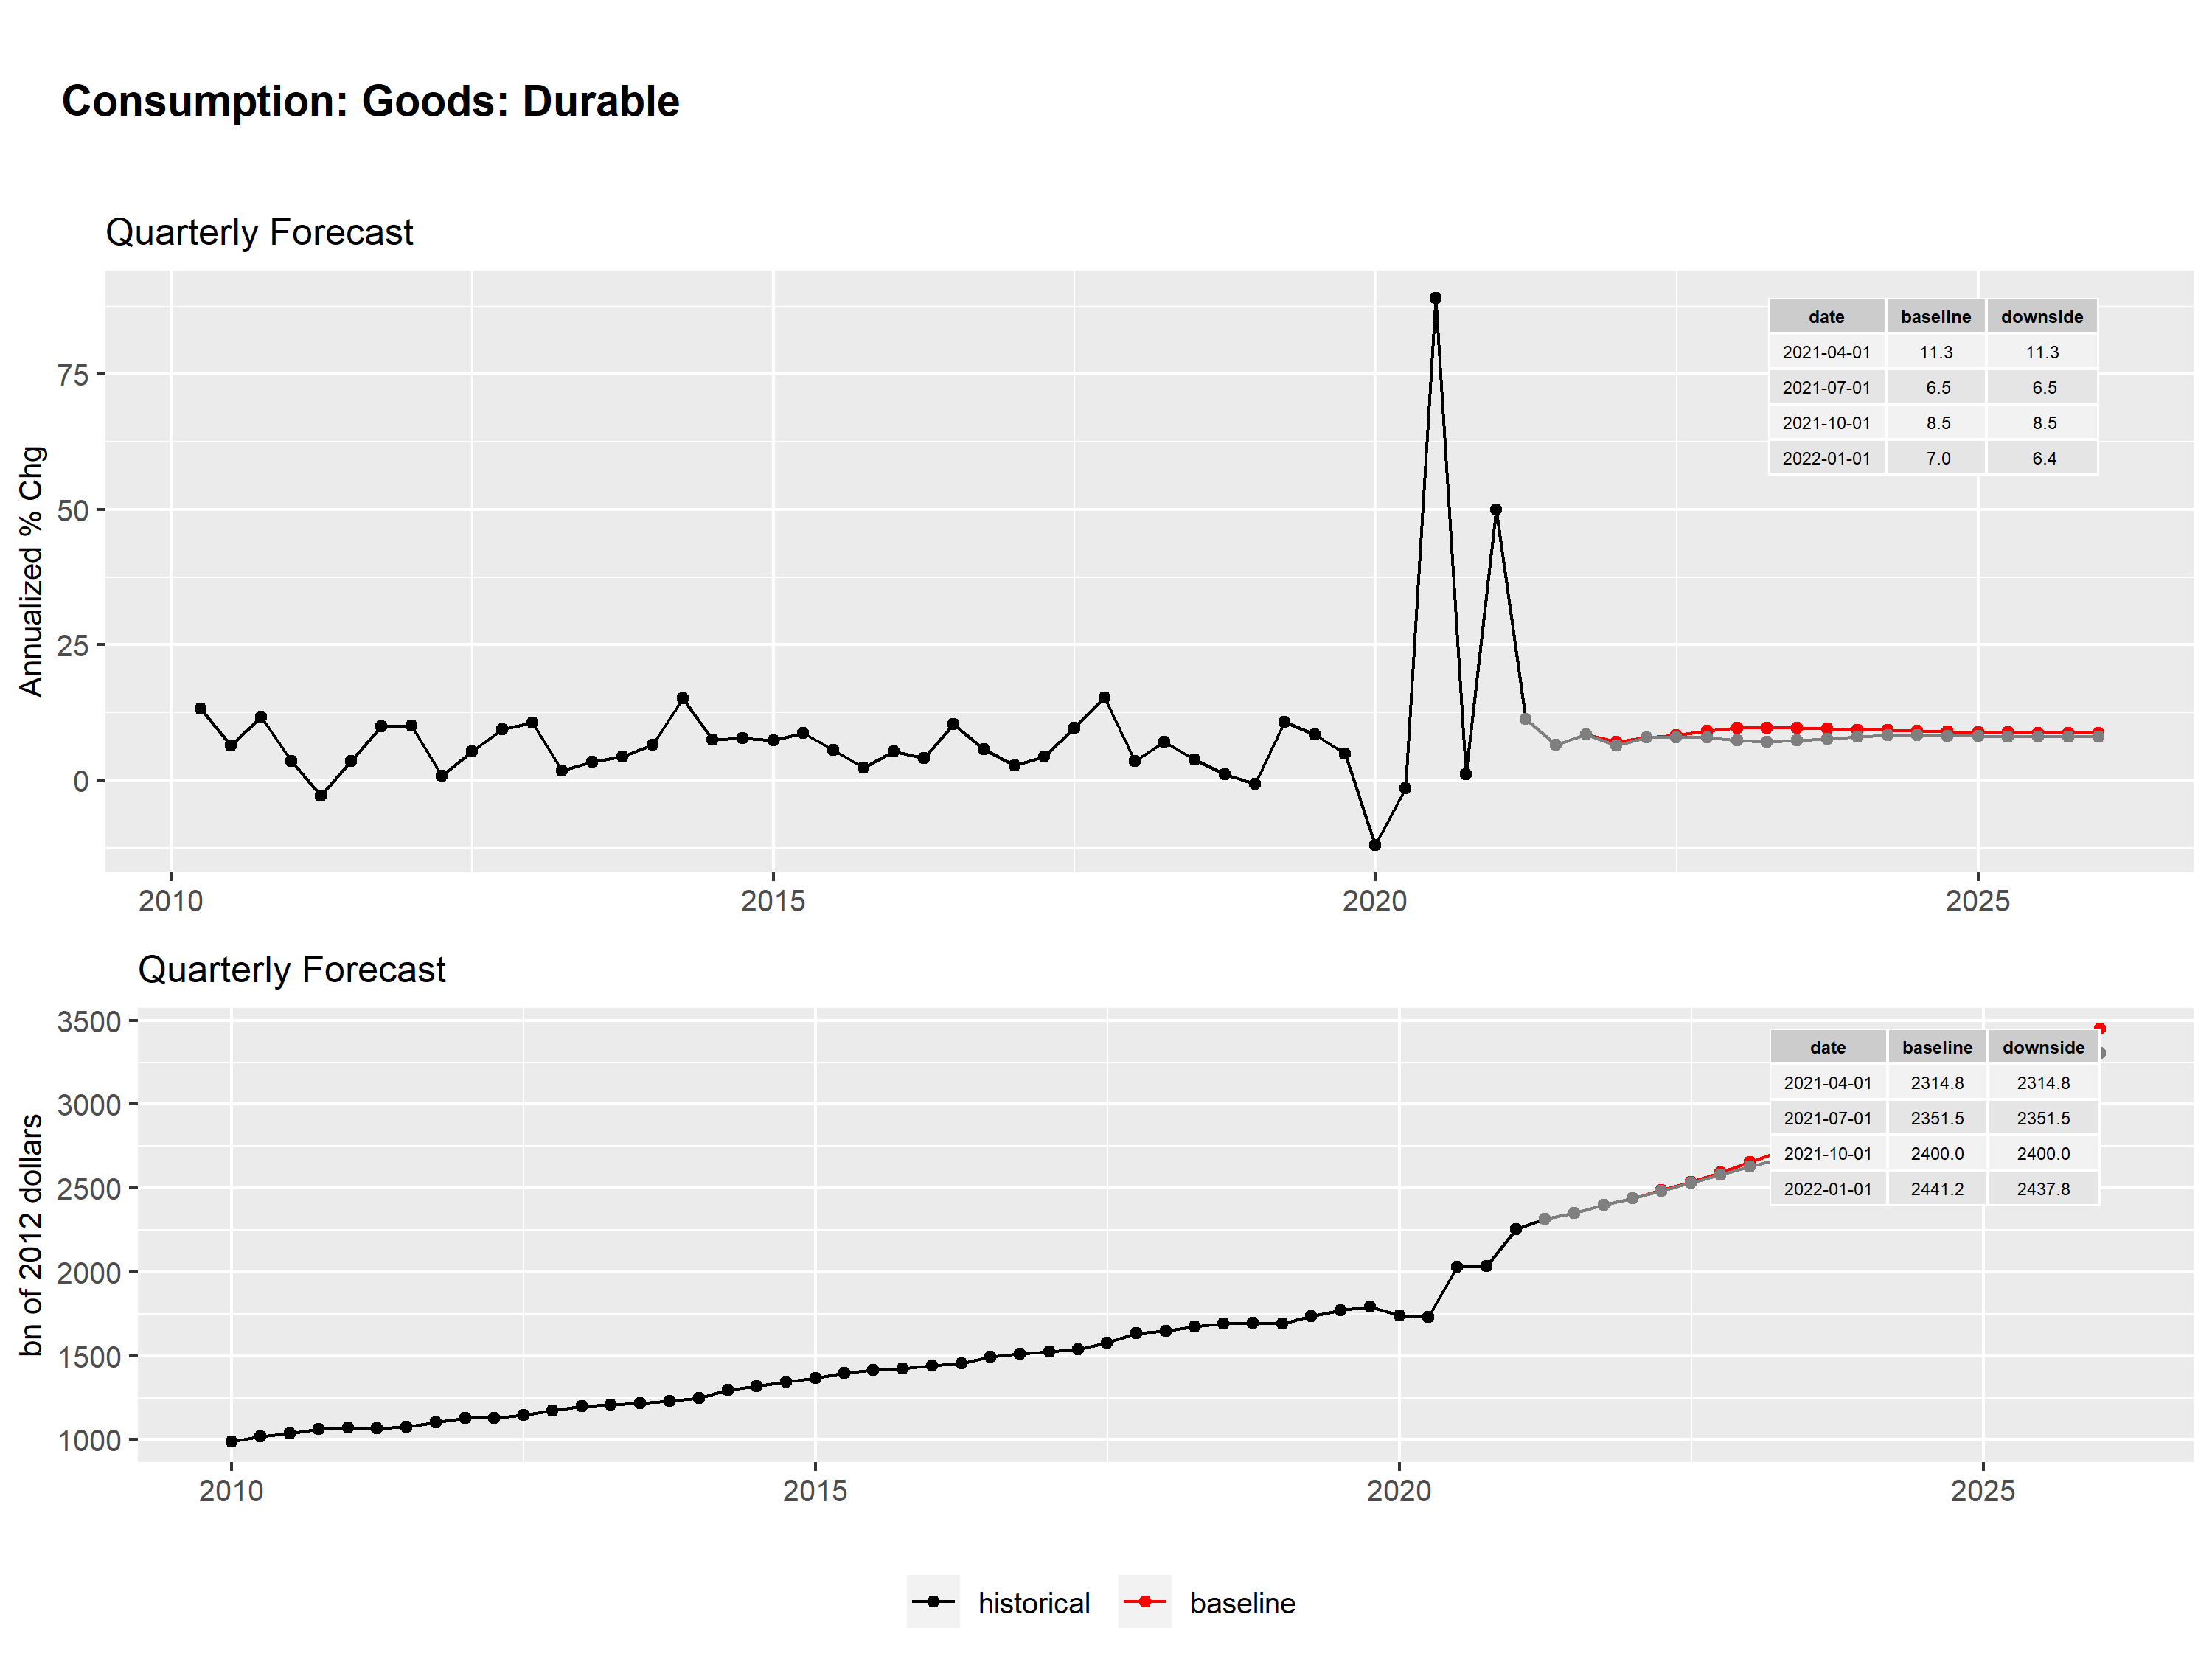 Consumption: Goods: Durable
Quarterly Forecast
Annualized % Chg
75
50
25
0
date baseline downside
2021-04-01 11.3 11.3
2021-07-01 6.5 6.5
2021-10-01 8.5 8.5
2022-01-01 7.0 6.4
2010 2015 2020 2025
Quarterly Forecast
bn of 2012 dollars
3500
3000
2500
2000
1500
1000
date baseline downside
2021-04-01 2314.8 2314.8
2021-07-01 2351.5 2351.5
2021-10-01 2400.0 2400.0
2022-01-01 2441.2 2437.8
2010 2015 2020 2025
historical baseline